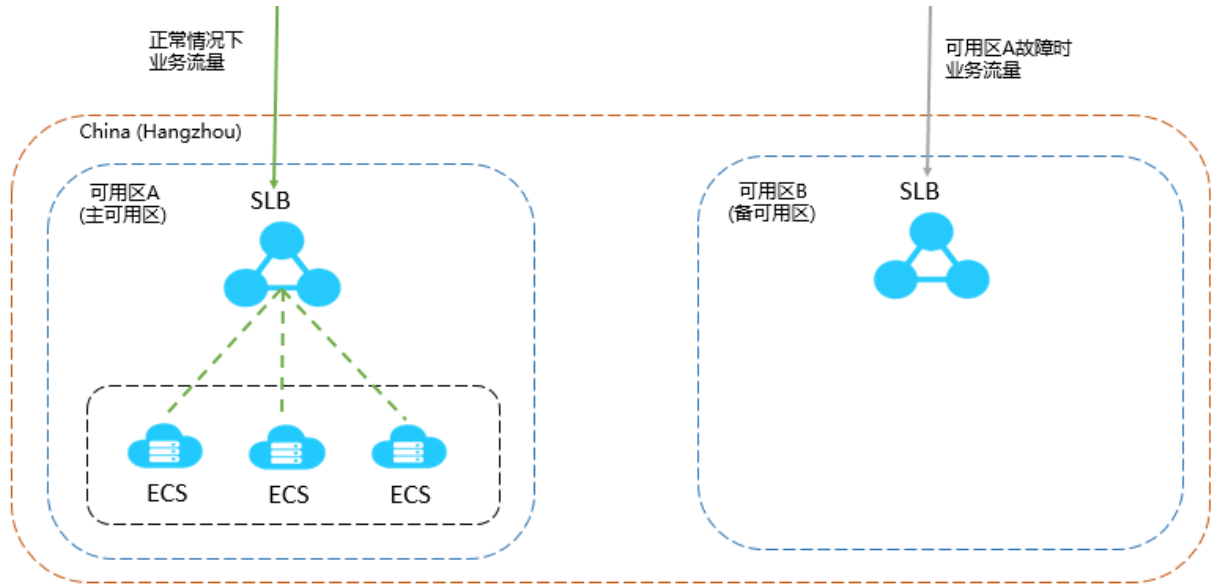 正常情况下
业务流量
可用区A故障时
业务流量
China (Hangzhou)
可用区A
(主可用区)
SLB
可用区B
(备可用区)
SLB
ECS
ECS
ECS